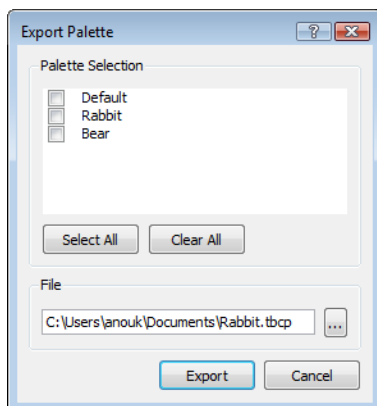 Export Palette
Palette Selection
Default
Rabbit
Bear
Select All Clear All
File
C:\Users\anouk\Documents\Rabbit.tbcp ...
Export Cancel